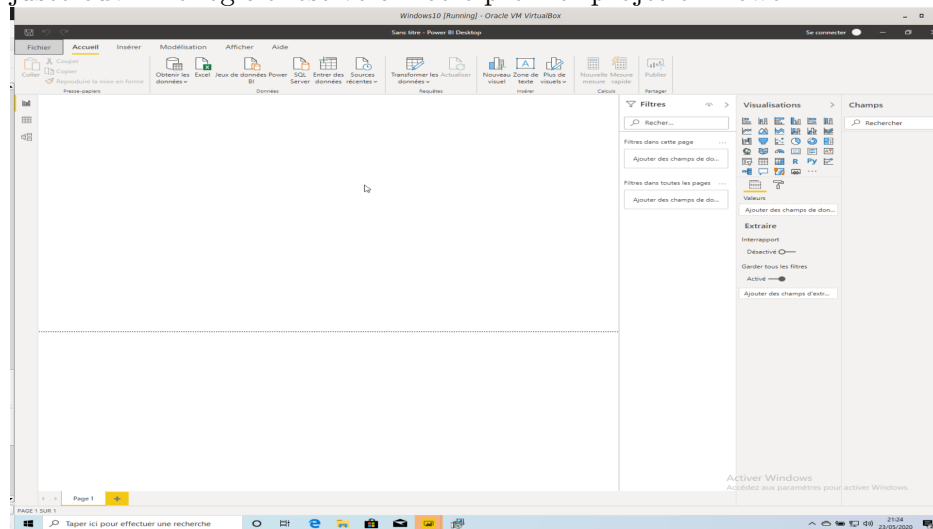 Windows10 [Running] - Oracle VM VirtualBox
Sans titre - Power BI Desktop
Se connecter
Fichier Accueil Insérer Modélisation Afficher Aide
Coller
Couper
Copier
Reproduire la mise en forme
Presse-papiers
Obtenir les données
Excel
Jeux de données Power BI
SQL Server
Entrer des données
Sources récentes
Données
Transformer les données
Actualiser
Requêtes
Nouveau visuel
Zone de texte
Plus de visuels
Insérer
Nouvelle mesure
Mesure rapide
Calculs
Publier
Partager
Filtres
Recher...
Filtres dans cette page ...
Ajouter des champs de do...
Filtres dans toutes les pages ...
Ajouter des champs de do...
Visualisations
R Py
...
Valeurs
Ajouter des champs de don...
Extraire
Interrapport
Désactivé
Garder tous les filtres
Activé
Ajouter des champs d'extr...
Champs
Rechercher
Activer Windows
Accédez aux paramètres pour activer Windows.
Page 1
PAGE 1 SUR 1
Taper ici pour effectuer une recherche
21:24
23/05/2020